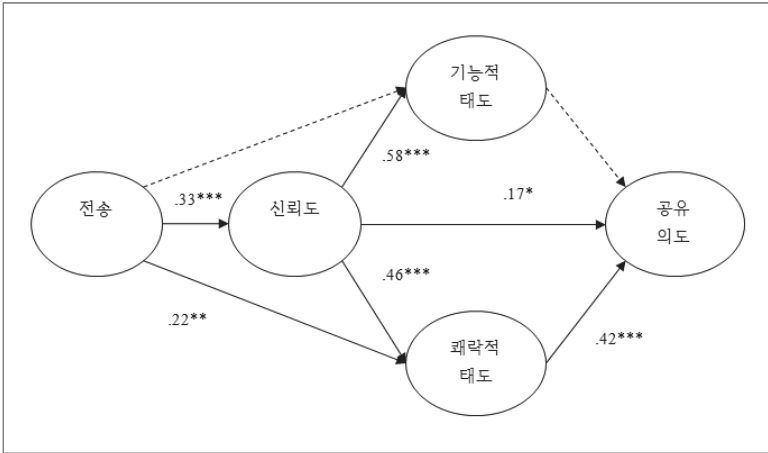 기능적
태도
.58***
.33***
.17*
전송
신뢰도
공유
의도
.46***
.22**
쾌락적
태도
.42***